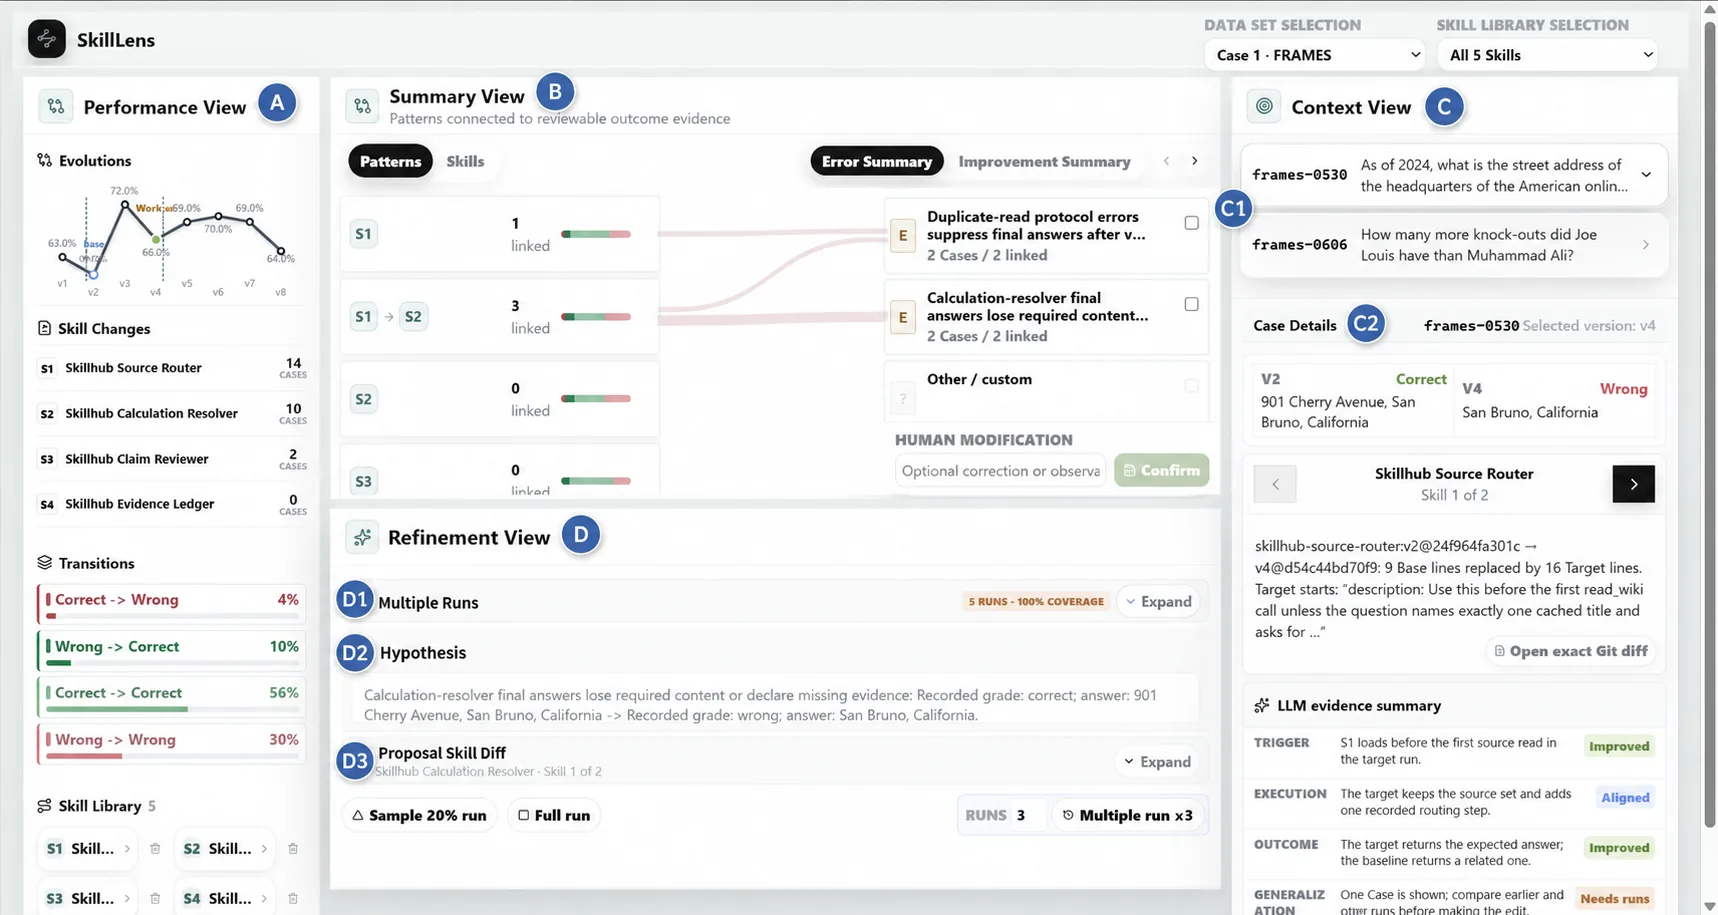 SkillLens
DATA SET SELECTION
Case 1 · FRAMES
SKILL LIBRARY SELECTION
All 5 Skills
Performance View
A
Evolutions
72.0%
Work
69.0%
69.0%
63.0%
base
70.0%
66.0%
64.0%
v1
v2
v3
v4
v5
v6
v7
v8
Skill Changes
S1 Skillhub Source Router 14
CASES
S2 Skillhub Calculation Resolver 10
CASES
S3 Skillhub Claim Reviewer 2
CASES
S4 Skillhub Evidence Ledger 0
CASES
Transitions
Correct -> Wrong 4%
Wrong -> Correct 10%
Correct -> Correct 56%
Wrong -> Wrong 30%
Skill Library 5
S1 Skill...
S2 Skill...
S3 Skill...
S4 Skill...
Summary View
B
Patterns connected to reviewable outcome evidence
Patterns
Skills
Error Summary
Improvement Summary
S1
1
linked
S1 → S2
3
linked
S2
0
linked
S3
0
linked
E
Duplicate-read protocol errors
suppress final answers after v...
2 Cases / 2 linked
E
Calculation-resolver final
answers lose required content...
2 Cases / 2 linked
?
Other / custom
HUMAN MODIFICATION
Optional correction or observa
Confirm
Refinement View
D
D1
Multiple Runs
5 RUNS · 100% COVERAGE
Expand
D2
Hypothesis
Calculation-resolver final answers lose required content or declare missing evidence: Recorded grade: correct; answer: 901
Cherry Avenue, San Bruno, California -> Recorded grade: wrong; answer: San Bruno, California.
D3
Proposal Skill Diff
Skillhub Calculation Resolver · Skill 1 of 2
Expand
Sample 20% run
Full run
RUNS 3
Multiple run x3
Context View
C
C1
frames-0530
As of 2024, what is the street address of
the headquarters of the American onlin...
frames-0606
How many more knock-outs did Joe
Louis have than Muhammad Ali?
Case Details
C2
frames-0530 Selected version: v4
V2
Correct
901 Cherry Avenue, San
Bruno, California
V4
Wrong
San Bruno, California
Skillhub Source Router
Skill 1 of 2
skillhub-source-router:v2@24f964fa301c →
v4@d54c44bd70f9: 9 Base lines replaced by 16 Target lines.
Target starts: “description: Use this before the first read_wiki
call unless the question names exactly one cached title and
asks for ...”
Open exact Git diff
LLM evidence summary
TRIGGER
S1 loads before the first source read in
the target run.
Improved
EXECUTION
The target keeps the source set and adds
one recorded routing step.
Aligned
OUTCOME
The target returns the expected answer;
the baseline returns a related one.
Improved
GENERALIZ
ATION
One Case is shown; compare earlier and
other runs before making the edit.
Needs runs